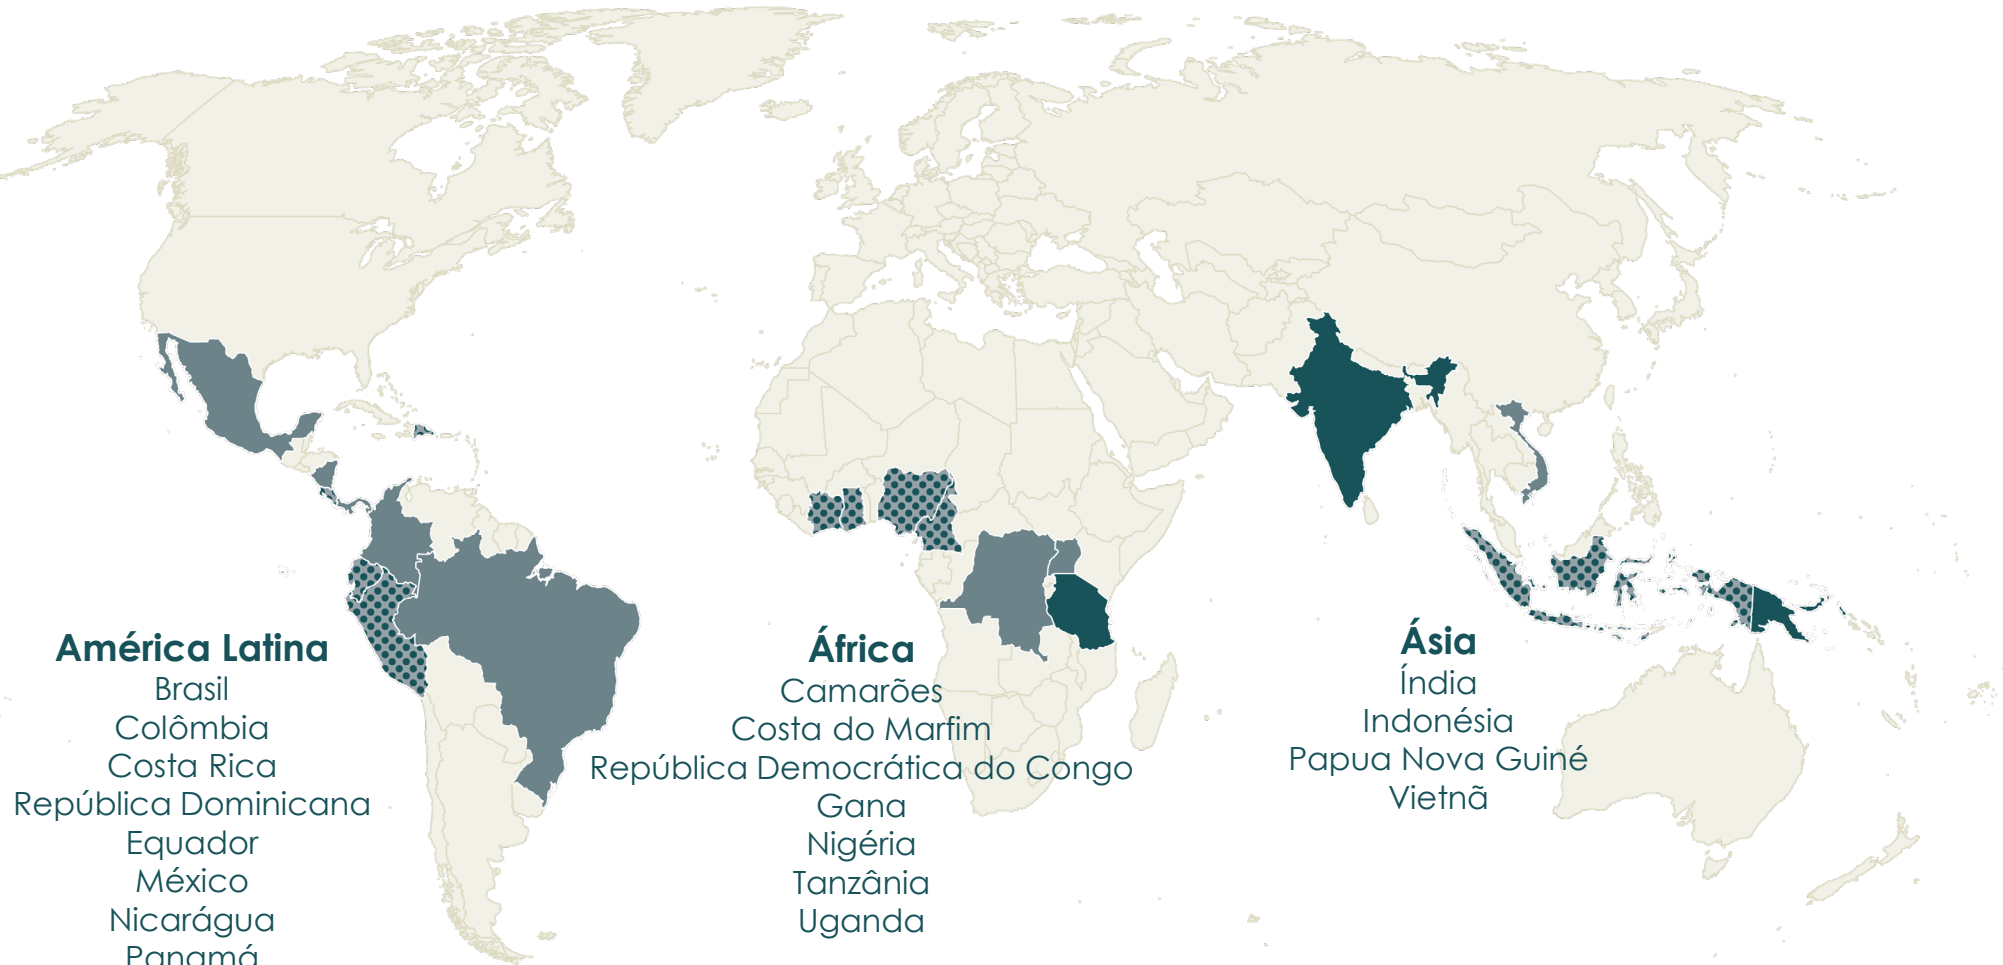 América Latina
Brasil
Colômbia
Costa Rica
República Dominicana
Equador
México
Nicarágua
Panamá
África
Camarões
Costa do Marfim
República Democrática do Congo
Gana
Nigéria
Tanzânia
Uganda
Ásia
Índia
Indonésia
Papua Nova Guiné
Vietnã